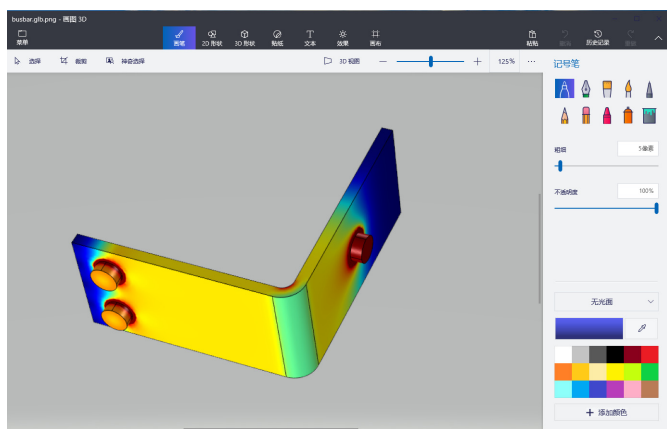 busbar.glb.png - 画图 3D
菜单
画笔
2D 形状
3D 形状
贴纸
文本
效果
画布
粘贴
撤消
历史记录
重做
选择
裁剪
神奇选择
3D 视图
125%
记号笔
粗细
5像素
不透明度
100%
无光面
添加颜色